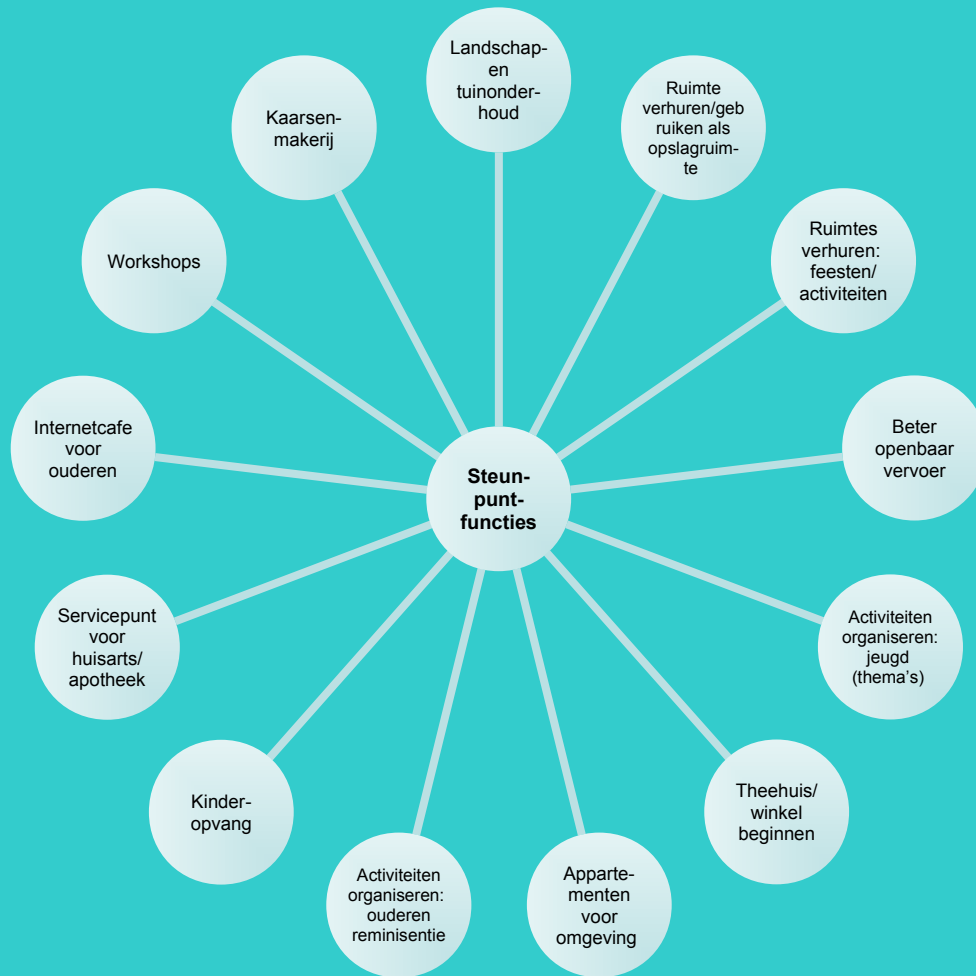 Landschap-
en
tuinonder-
houd
Ruimte
verhuren/geb
ruiken als
opslagruim-
te
Ruimtes
verhuren:
feesten/
activiteiten
Beter
openbaar
vervoer
Activiteiten
organiseren:
jeugd
(thema's)
Theehuis/
winkel
beginnen
Apparte-
menten
voor
omgeving
Activiteiten
organiseren:
ouderen
reminisentie
Kinder-
opvang
Servicepunt
voor
huisarts/
apotheek
Internetcafe
voor
ouderen
Workshops
Kaarsen-
makerij
Steun-
punt-
functies